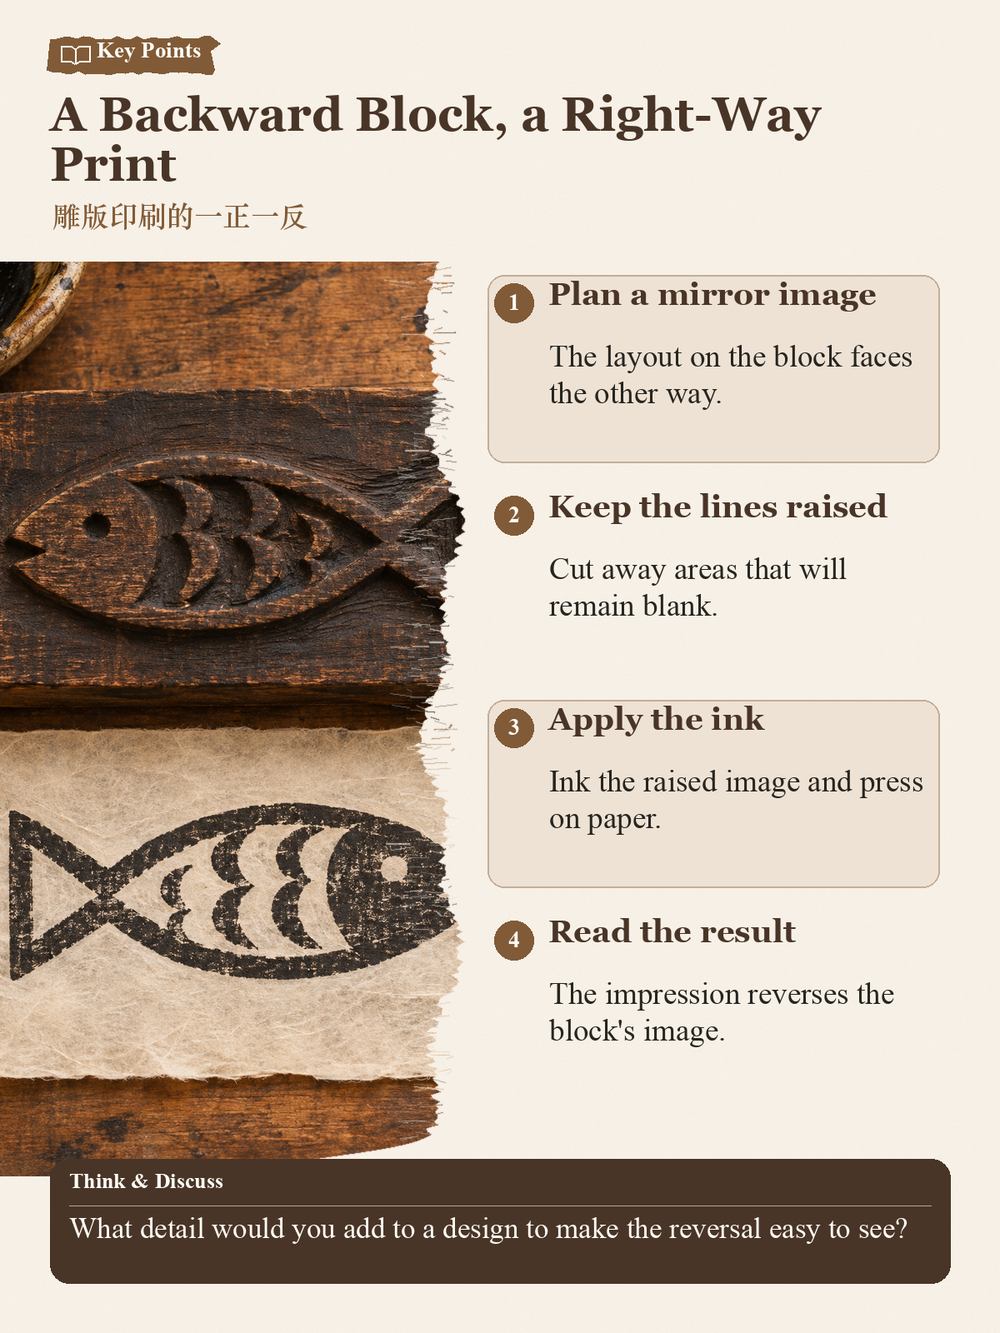 Key Points
A Backward Block, a Right-Way
Print
雕版印刷的一正一反
1 Plan a mirror image
The layout on the block faces
the other way.
2 Keep the lines raised
Cut away areas that will
remain blank.
3 Apply the ink
Ink the raised image and press
on paper.
4 Read the result
The impression reverses the
block's image.
Think & Discuss
What detail would you add to a design to make the reversal easy to see?